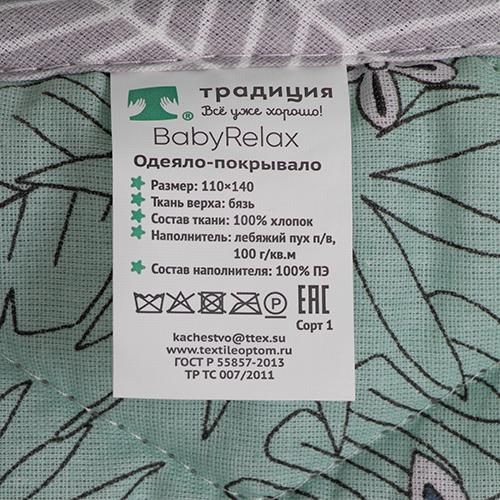 традиция
®
Всё уже хорошо!
BabyRelax
Одеяло-покрывало
Размер: 110×140
Ткань верха: бязь
Состав ткани: 100% хлопок
Наполнитель: лебяжий пух п/в,
100 г/кв.м
Состав наполнителя: 100% ПЭ
P
EAC
Сорт 1
kachestvo@ttex.su
www.textileoptom.ru
ГОСТ Р 55857-2013
ТР ТС 007/2011